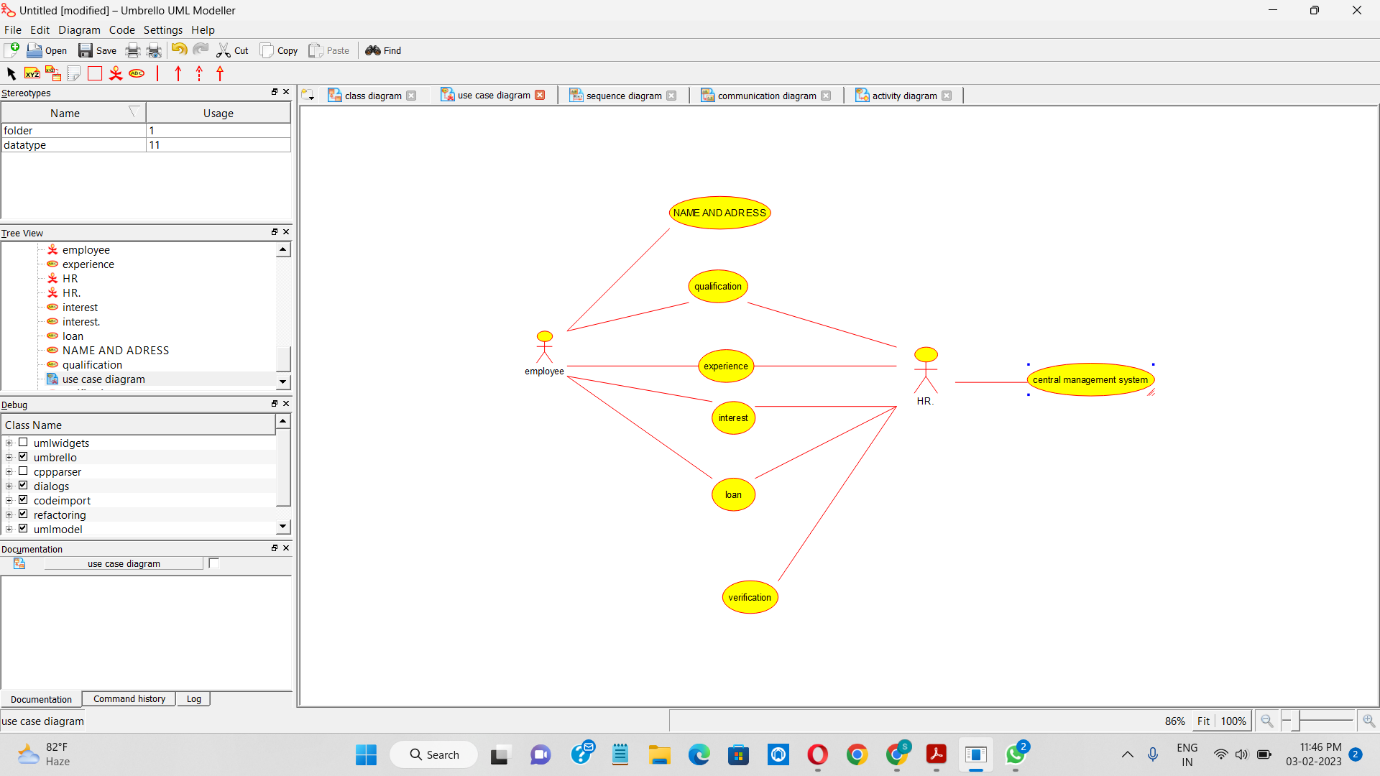 Untitled [modified] – Umbrello UML Modeller
File Edit Diagram Code Settings Help
Open Save Cut Copy Paste Find
XYZ ABC
Stereotypes
Name Usage
folder 1
datatype 11
Tree View
employee
experience
HR
HR.
interest
interest.
loan
NAME AND ADRESS
qualification
use case diagram
Debug
Class Name
umlwidgets
umbrello
cppparser
dialogs
codeimport
refactoring
umlmodel
Documentation
use case diagram
Documentation Command history Log
class diagram use case diagram sequence diagram communication diagram activity diagram
NAME AND ADRESS
qualification
employee
experience
HR.
central management system
interest
loan
verification
use case diagram
86% Fit 100%
82°F
Haze
Search
S
2
ENG
IN
11:46 PM
03-02-2023
2